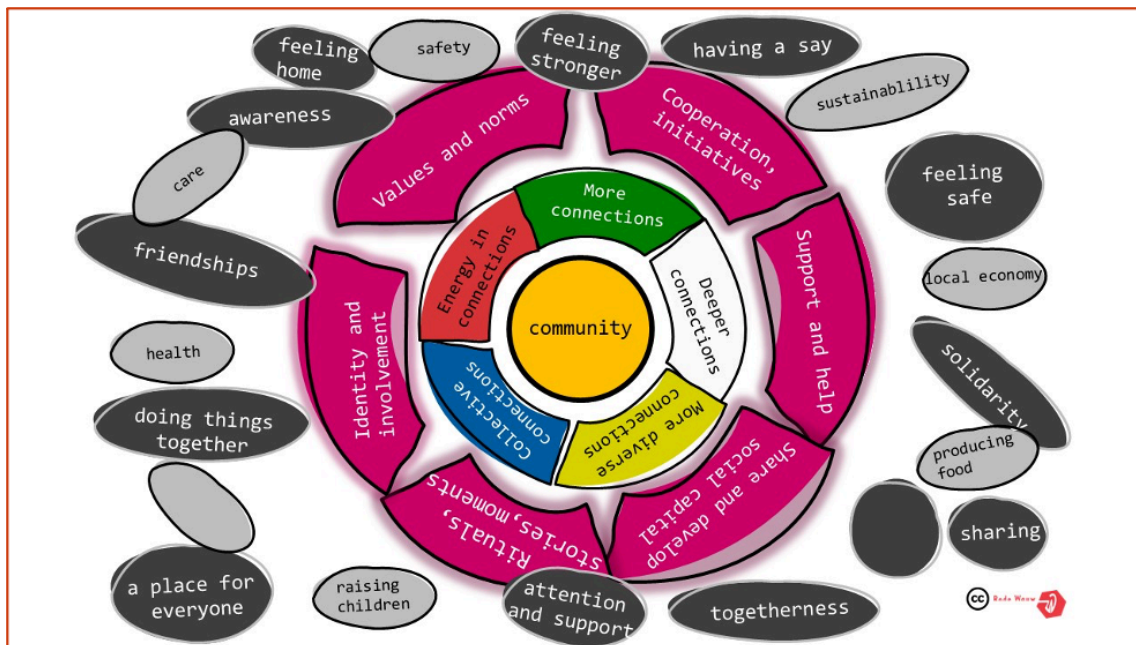 feeling
home
safety
feeling
stronger
having a say
sustainablility
awareness
care
friendships
health
doing things
together
a place for
everyone
raising
children
attention
and support
togetherness
sharing
producing
food
solidarity
local economy
feeling
safe
Values and norms
Cooperation,
initiatives
Support and help
Share and develop
social capital
Rituals,
stories,moments
Identity and
involvement
More
connections
Deeper
connections
More diverse
connections
Collective
connections
Energy in
connections
community
cc